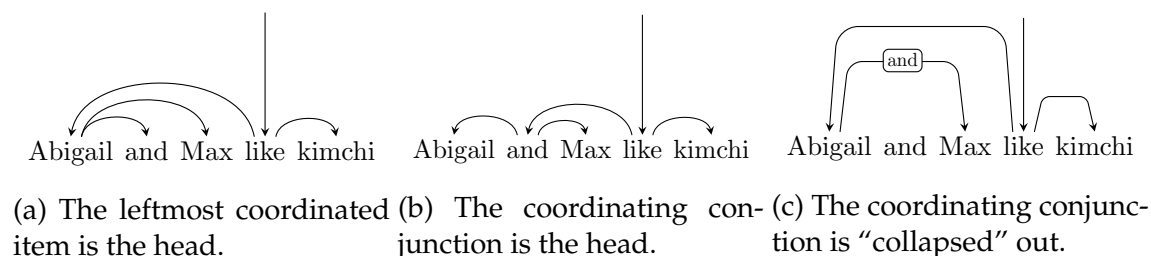 and
Abigail and Max like kimchi
Abigail and Max like kimchi
Abigail and Max like kimchi
(a) The leftmost coordinated
item is the head.
(b) The coordinating con-
junction is the head.
(c) The coordinating conjunc-
tion is “collapsed” out.